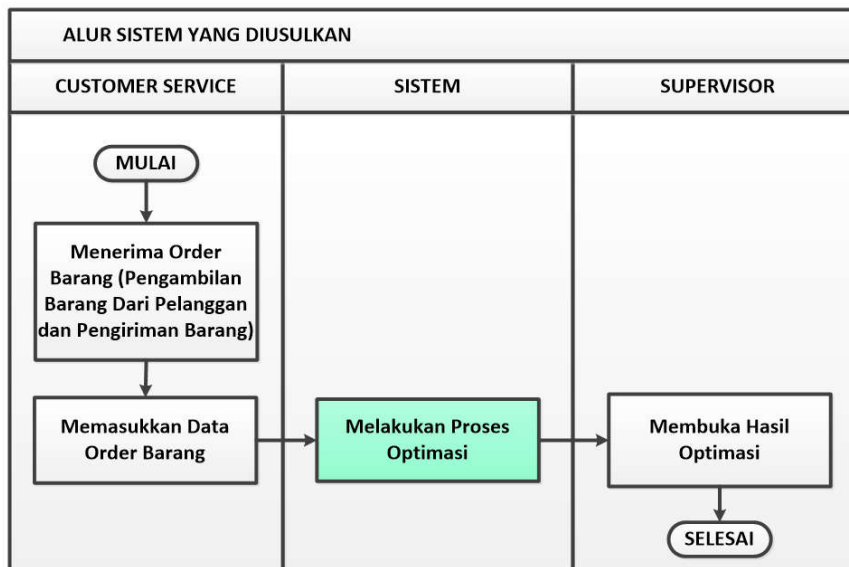 ALUR SISTEM YANG DIUSULKAN
CUSTOMER SERVICE
SISTEM
SUPERVISOR
MULAI
Menerima Order
Barang (Pengambilan
Barang Dari Pelanggan
dan Pengiriman Barang)
Memasukkan Data
Order Barang
Melakukan Proses
Optimasi
Membuka Hasil
Optimasi
SELESAI